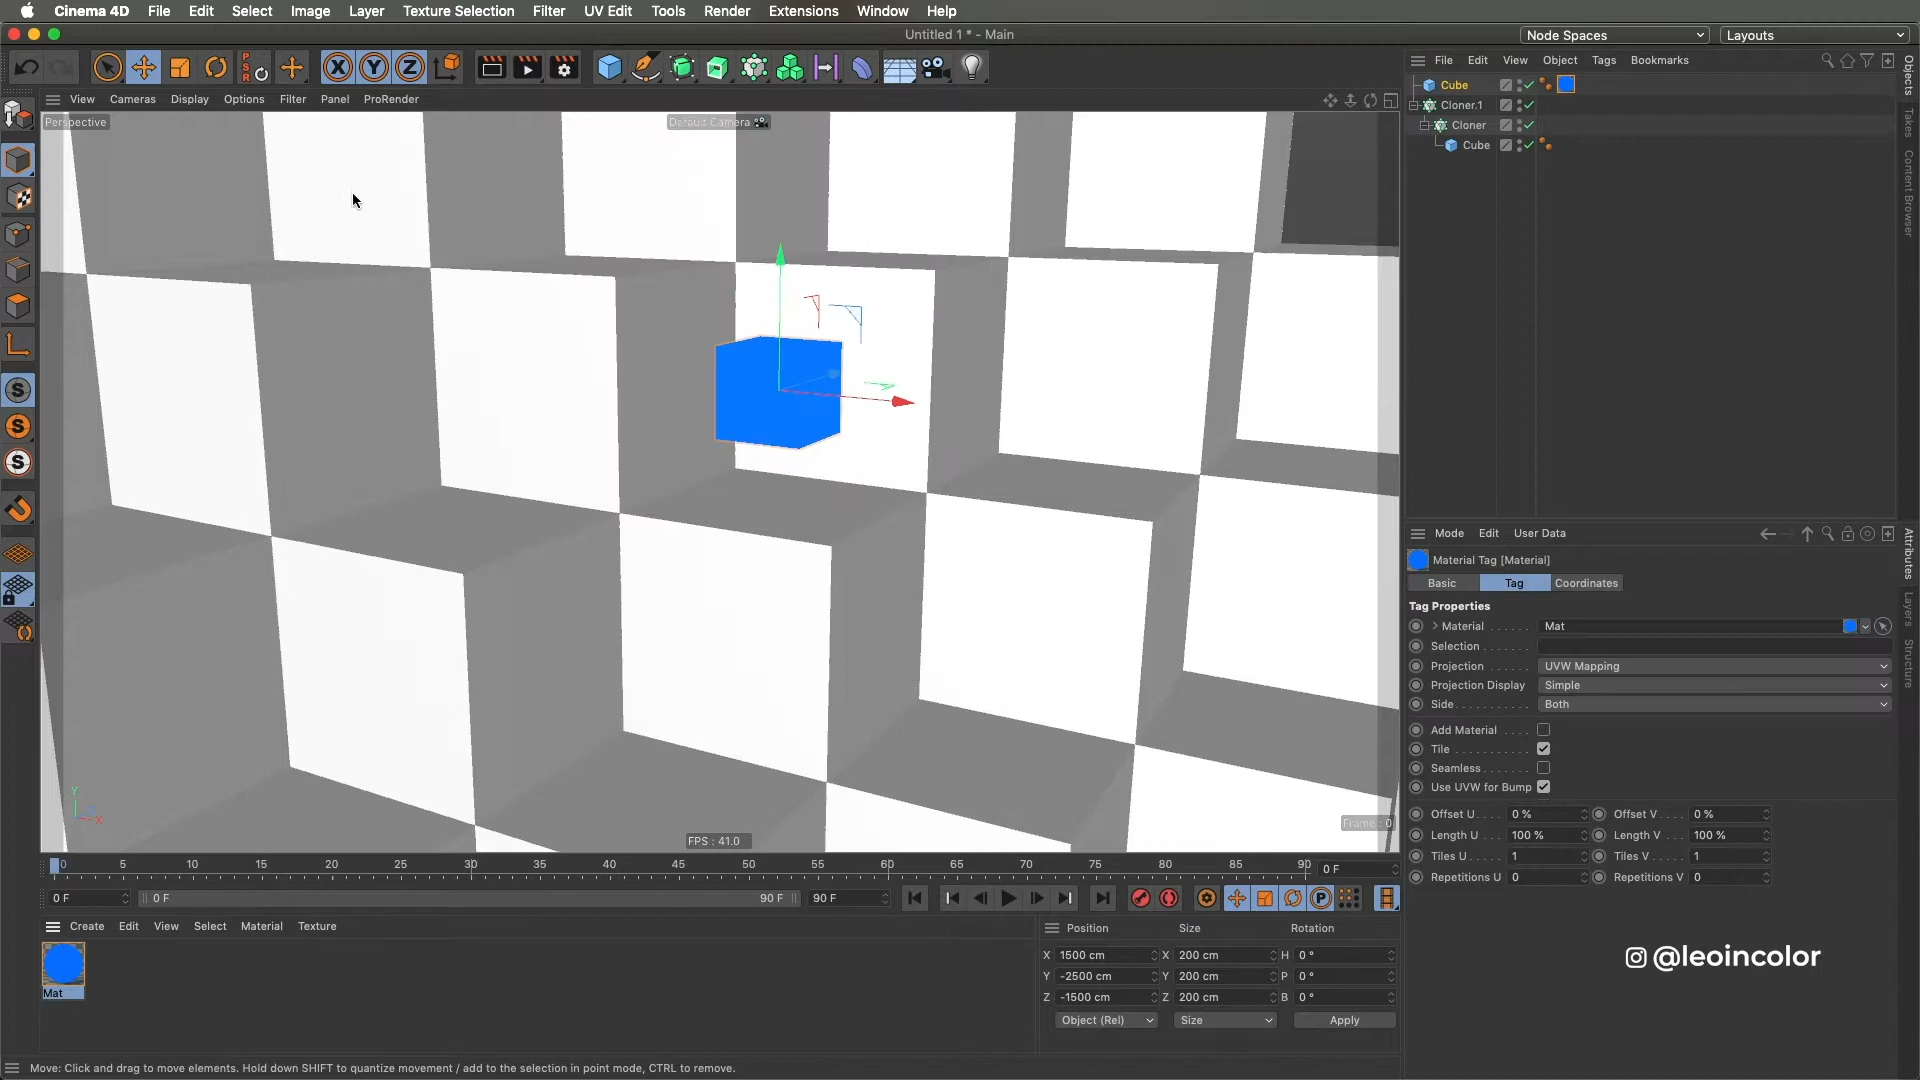 Cinema 4D File Edit Select Image Layer Texture Selection Filter UV Edit Tools Render Extensions Window Help
Untitled 1 * - Main
Node Spaces Layouts
File Edit View Object Tags Bookmarks
View Cameras Display Options Filter Panel ProRender
Perspective
Default Camera
Cube
Cloner.1
Cloner
Cube
Objects
Takes
Content Browser
Mode Edit User Data
Material Tag [Material]
Basic Tag Coordinates
Tag Properties
Material Mat
Selection
Projection UVW Mapping
Projection Display Simple
Side Both
Add Material
Tile
Seamless
Use UVW for Bump
Offset U 0 % Offset V 0 %
Length U 100 % Length V 100 %
Tiles U 1 Tiles V 1
Repetitions U 0 Repetitions V 0
Attributes
Layers
Structure
Y
X
FPS : 41.0
Frame : 0
0 5 10 15 20 25 30 35 40 45 50 55 60 65 70 75 80 85 90 0 F
0 F 0 F 90 F 90 F
Create Edit View Select Material Texture
Mat
Position Size Rotation
X 1500 cm X 200 cm H 0 °
Y -2500 cm Y 200 cm P 0 °
Z -1500 cm Z 200 cm B 0 °
Object (Rel) Size Apply
@leoincolor
Move: Click and drag to move elements. Hold down SHIFT to quantize movement / add to the selection in point mode, CTRL to remove.